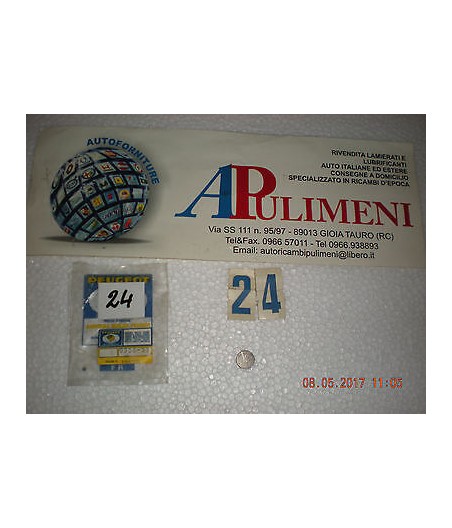 AUTOFORNITURE
RIVENDITA LAMIERATI E
LUBRIFICANTI
AUTO ITALIANE ED ESTERE
CONSEGNE A DOMICILIO
SPECIALIZZATO IN RICAMBI D'EPOCA
APULIMENI
Via SS 111 n. 95/97 - 89013 GIOIA TAURO (RC)
Tel&Fax. 0966 57011 - Tel 0966.938893
Email: autoricambipulimeni@libero.it
PEUGEOT
24
24
08.05.2017 11:05